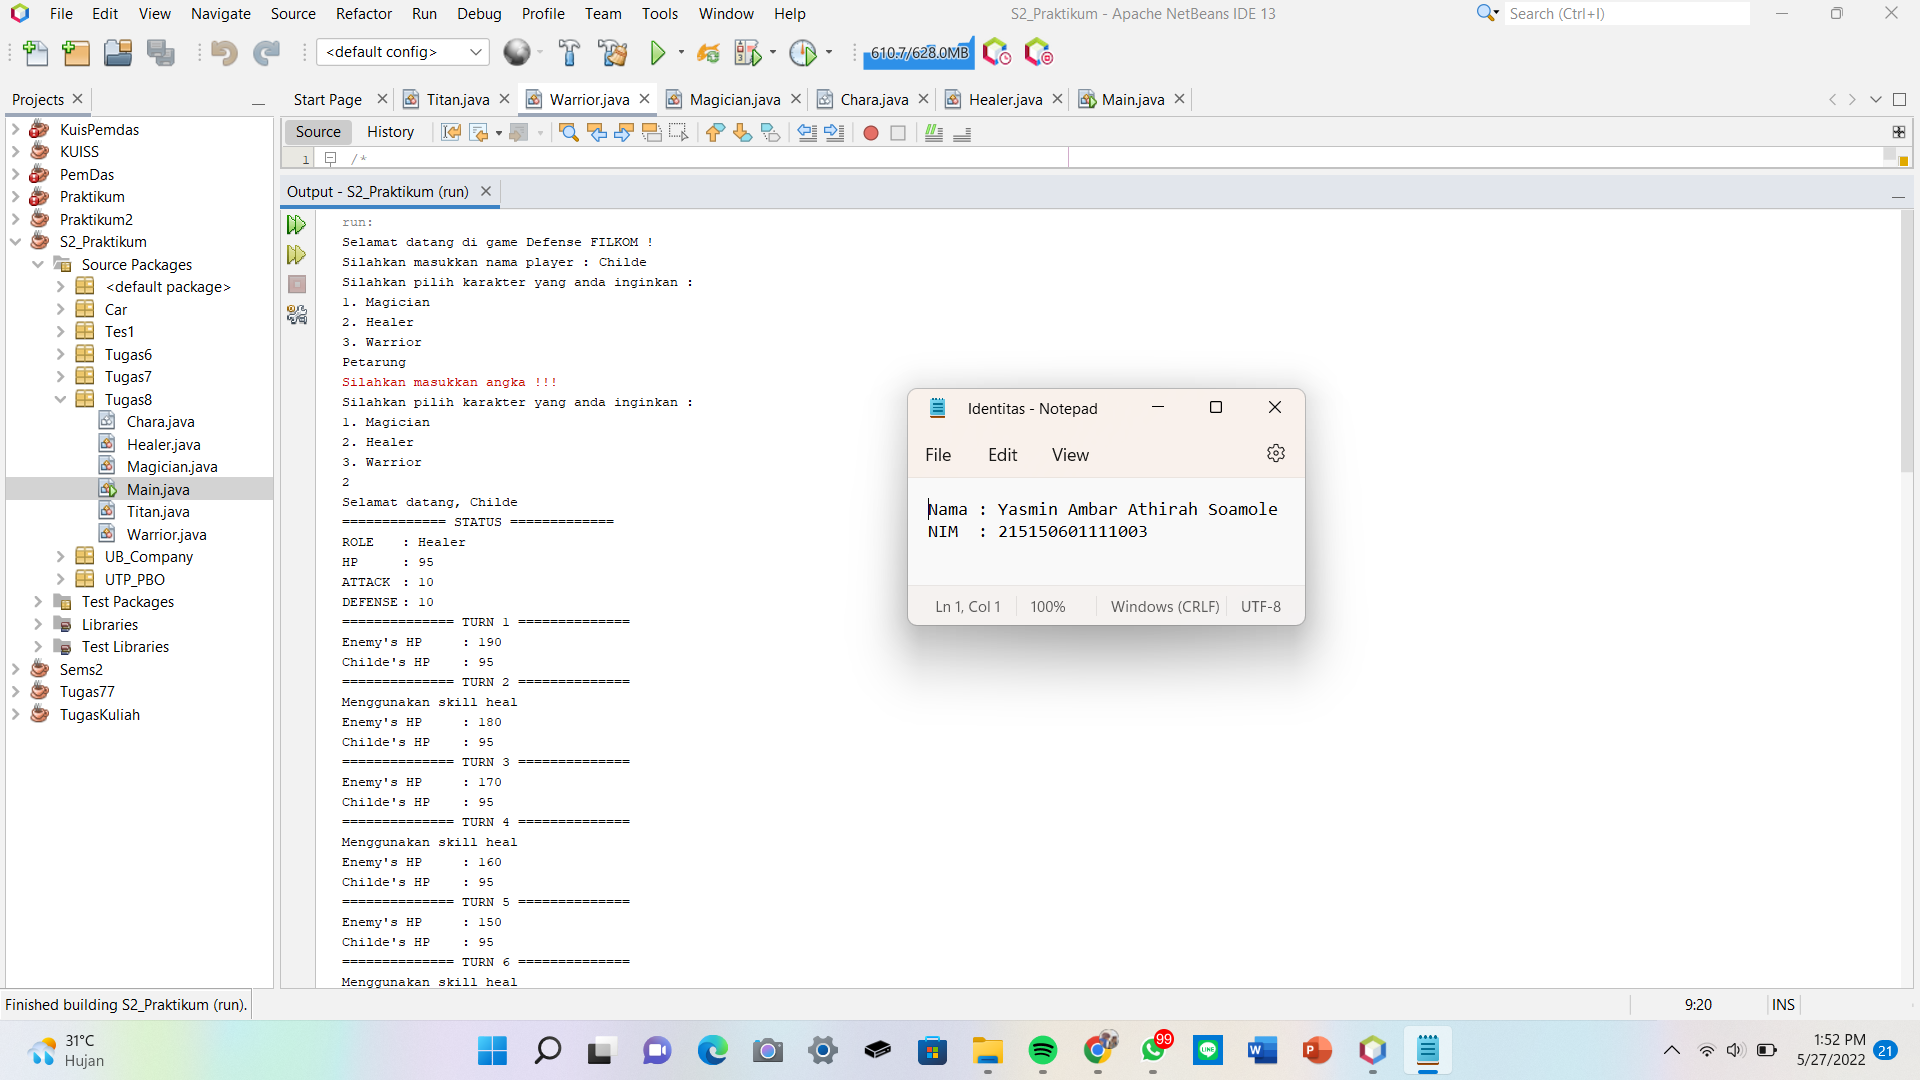 File Edit View Navigate Source Refactor Run Debug Profile Team Tools Window Help
S2_Praktikum - Apache NetBeans IDE 13
Search (Ctrl+I)
<default config>
610.7/628.0MB
Projects
Start Page
Titan.java
Warrior.java
Magician.java
Chara.java
Healer.java
Main.java
Source History
1 /*
KuisPemdas
KUISS
PemDas
Praktikum
Praktikum2
S2_Praktikum
Source Packages
<default package>
Car
Tes1
Tugas6
Tugas7
Tugas8
Chara.java
Healer.java
Magician.java
Main.java
Titan.java
Warrior.java
UB_Company
UTP_PBO
Test Packages
Libraries
Test Libraries
Sems2
Tugas77
TugasKuliah
Output - S2_Praktikum (run)
run:
Selamat datang di game Defense FILKOM !
Silahkan masukkan nama player : Childe
Silahkan pilih karakter yang anda inginkan :
1. Magician
2. Healer
3. Warrior
Petarung
Silahkan masukkan angka !!!
Silahkan pilih karakter yang anda inginkan :
1. Magician
2. Healer
3. Warrior
2
Selamat datang, Childe
============= STATUS =============
ROLE : Healer
HP : 95
ATTACK : 10
DEFENSE : 10
============== TURN 1 ==============
Enemy's HP : 190
Childe's HP : 95
============== TURN 2 ==============
Menggunakan skill heal
Enemy's HP : 180
Childe's HP : 95
============== TURN 3 ==============
Enemy's HP : 170
Childe's HP : 95
============== TURN 4 ==============
Menggunakan skill heal
Enemy's HP : 160
Childe's HP : 95
============== TURN 5 ==============
Enemy's HP : 150
Childe's HP : 95
============== TURN 6 ==============
Menggunakan skill heal
Identitas - Notepad
File Edit View
Nama : Yasmin Ambar Athirah Soamole
NIM : 215150601111003
Ln 1, Col 1 100% Windows (CRLF) UTF-8
Finished building S2_Praktikum (run).
9:20 INS
31°C
Hujan
99
1:52 PM
5/27/2022
21